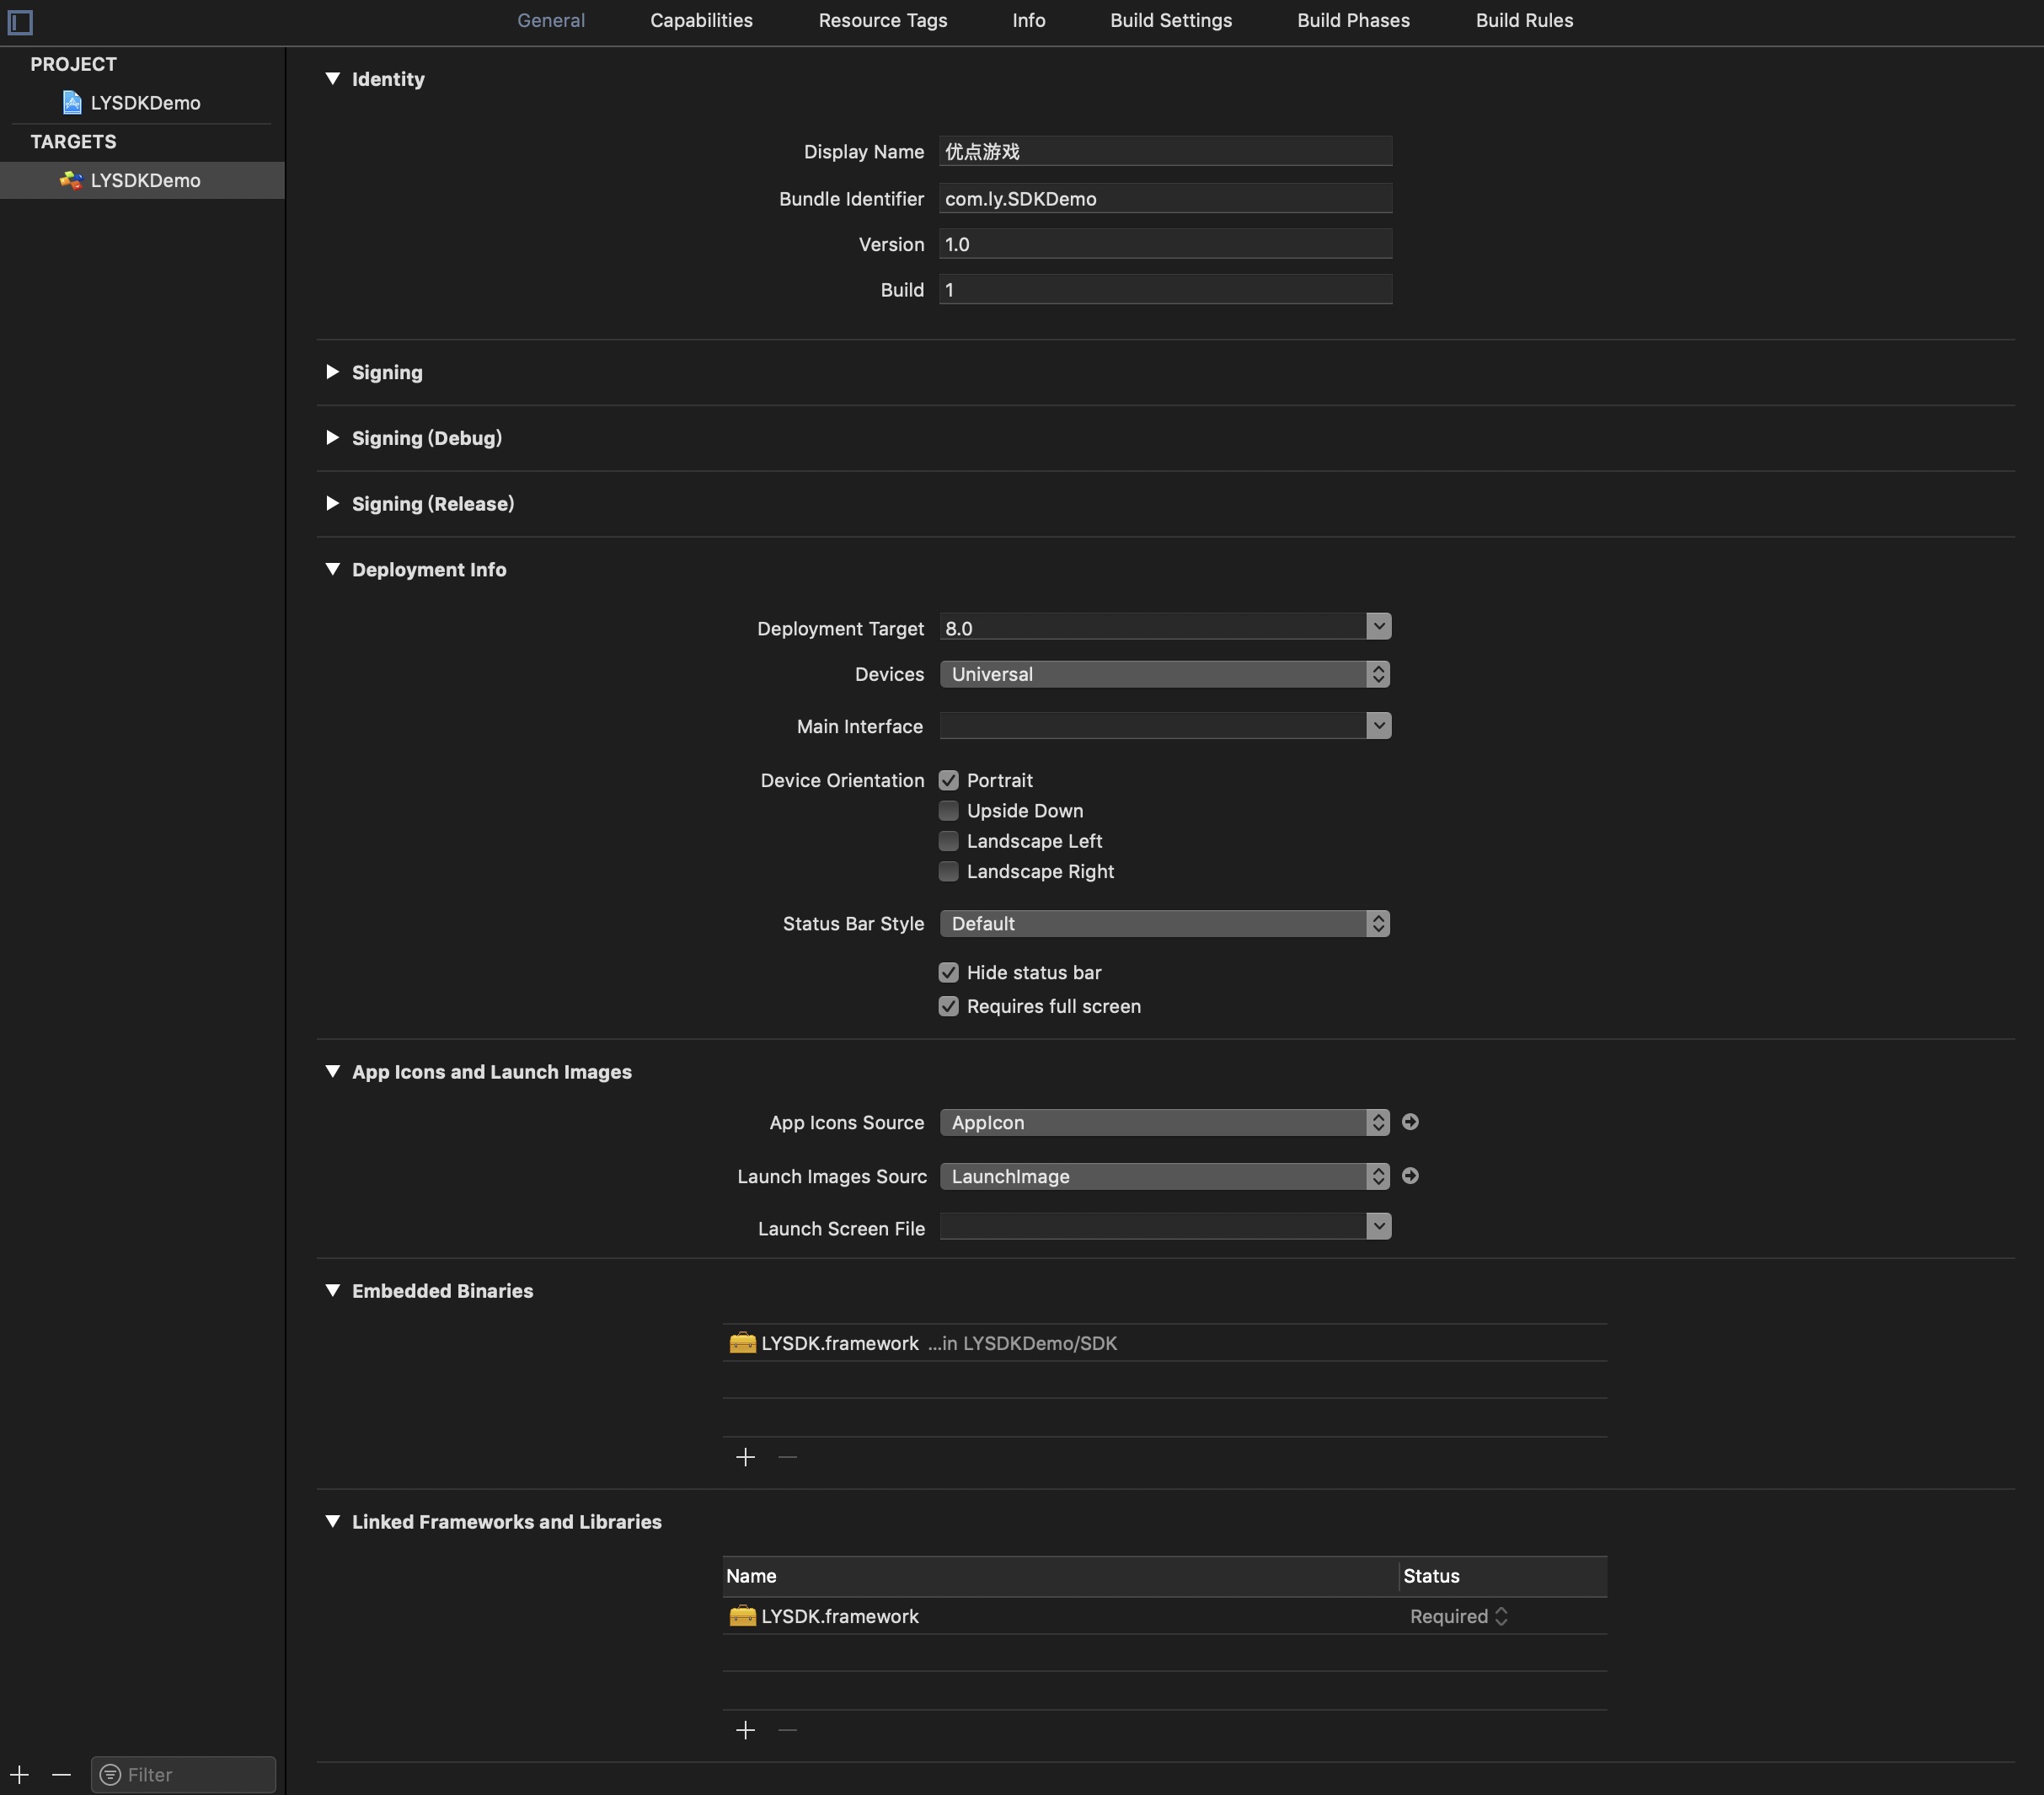 General Capabilities Resource Tags Info Build Settings Build Phases Build Rules
PROJECT
LYSDKDemo
TARGETS
LYSDKDemo
Identity
Display Name 优点游戏
Bundle Identifier com.ly.SDKDemo
Version 1.0
Build 1
Signing
Signing (Debug)
Signing (Release)
Deployment Info
Deployment Target 8.0
Devices Universal
Main Interface
Device Orientation Portrait
Upside Down
Landscape Left
Landscape Right
Status Bar Style Default
Hide status bar
Requires full screen
App Icons and Launch Images
App Icons Source AppIcon
Launch Images Sourc LaunchImage
Launch Screen File
Embedded Binaries
LYSDK.framework ...in LYSDKDemo/SDK
Linked Frameworks and Libraries
Name Status
LYSDK.framework Required
Filter